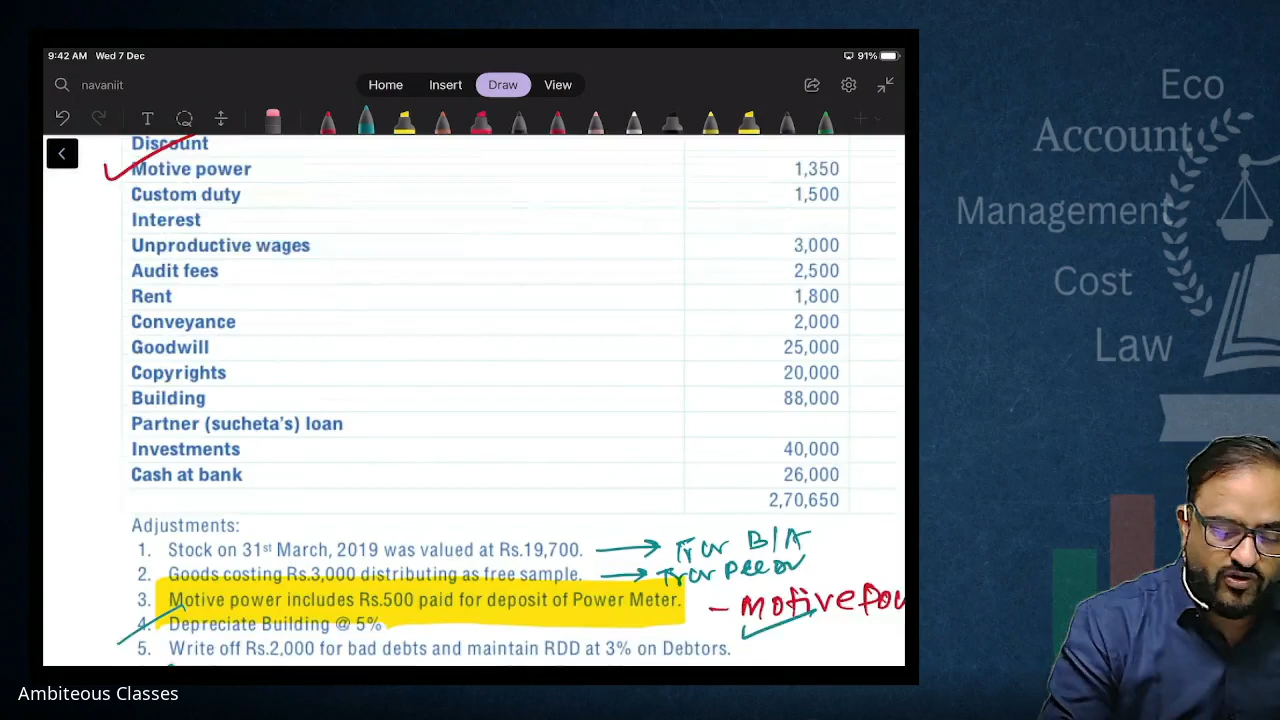 9:42 AM Wed 7 Dec
91%
navaniit
Home Insert Draw View
Discount
Motive power 1,350
Custom duty 1,500
Interest
Unproductive wages 3,000
Audit fees 2,500
Rent 1,800
Conveyance 2,000
Goodwill 25,000
Copyrights 20,000
Building 88,000
Partner (sucheta's) loan
Investments 40,000
Cash at bank 26,000
2,70,650
Adjustments:
1. Stock on 31st March, 2019 was valued at Rs.19,700. B/A
2. Goods costing Rs.3,000 distributing as free sample.
3. Motive power includes Rs.500 paid for deposit of Power Meter. - Motive
4. Depreciate Building @ 5%
5. Write off Rs.2,000 for bad debts and maintain RDD at 3% on Debtors.
Eco
Account
Management
Cost
Law
Ambiteous Classes